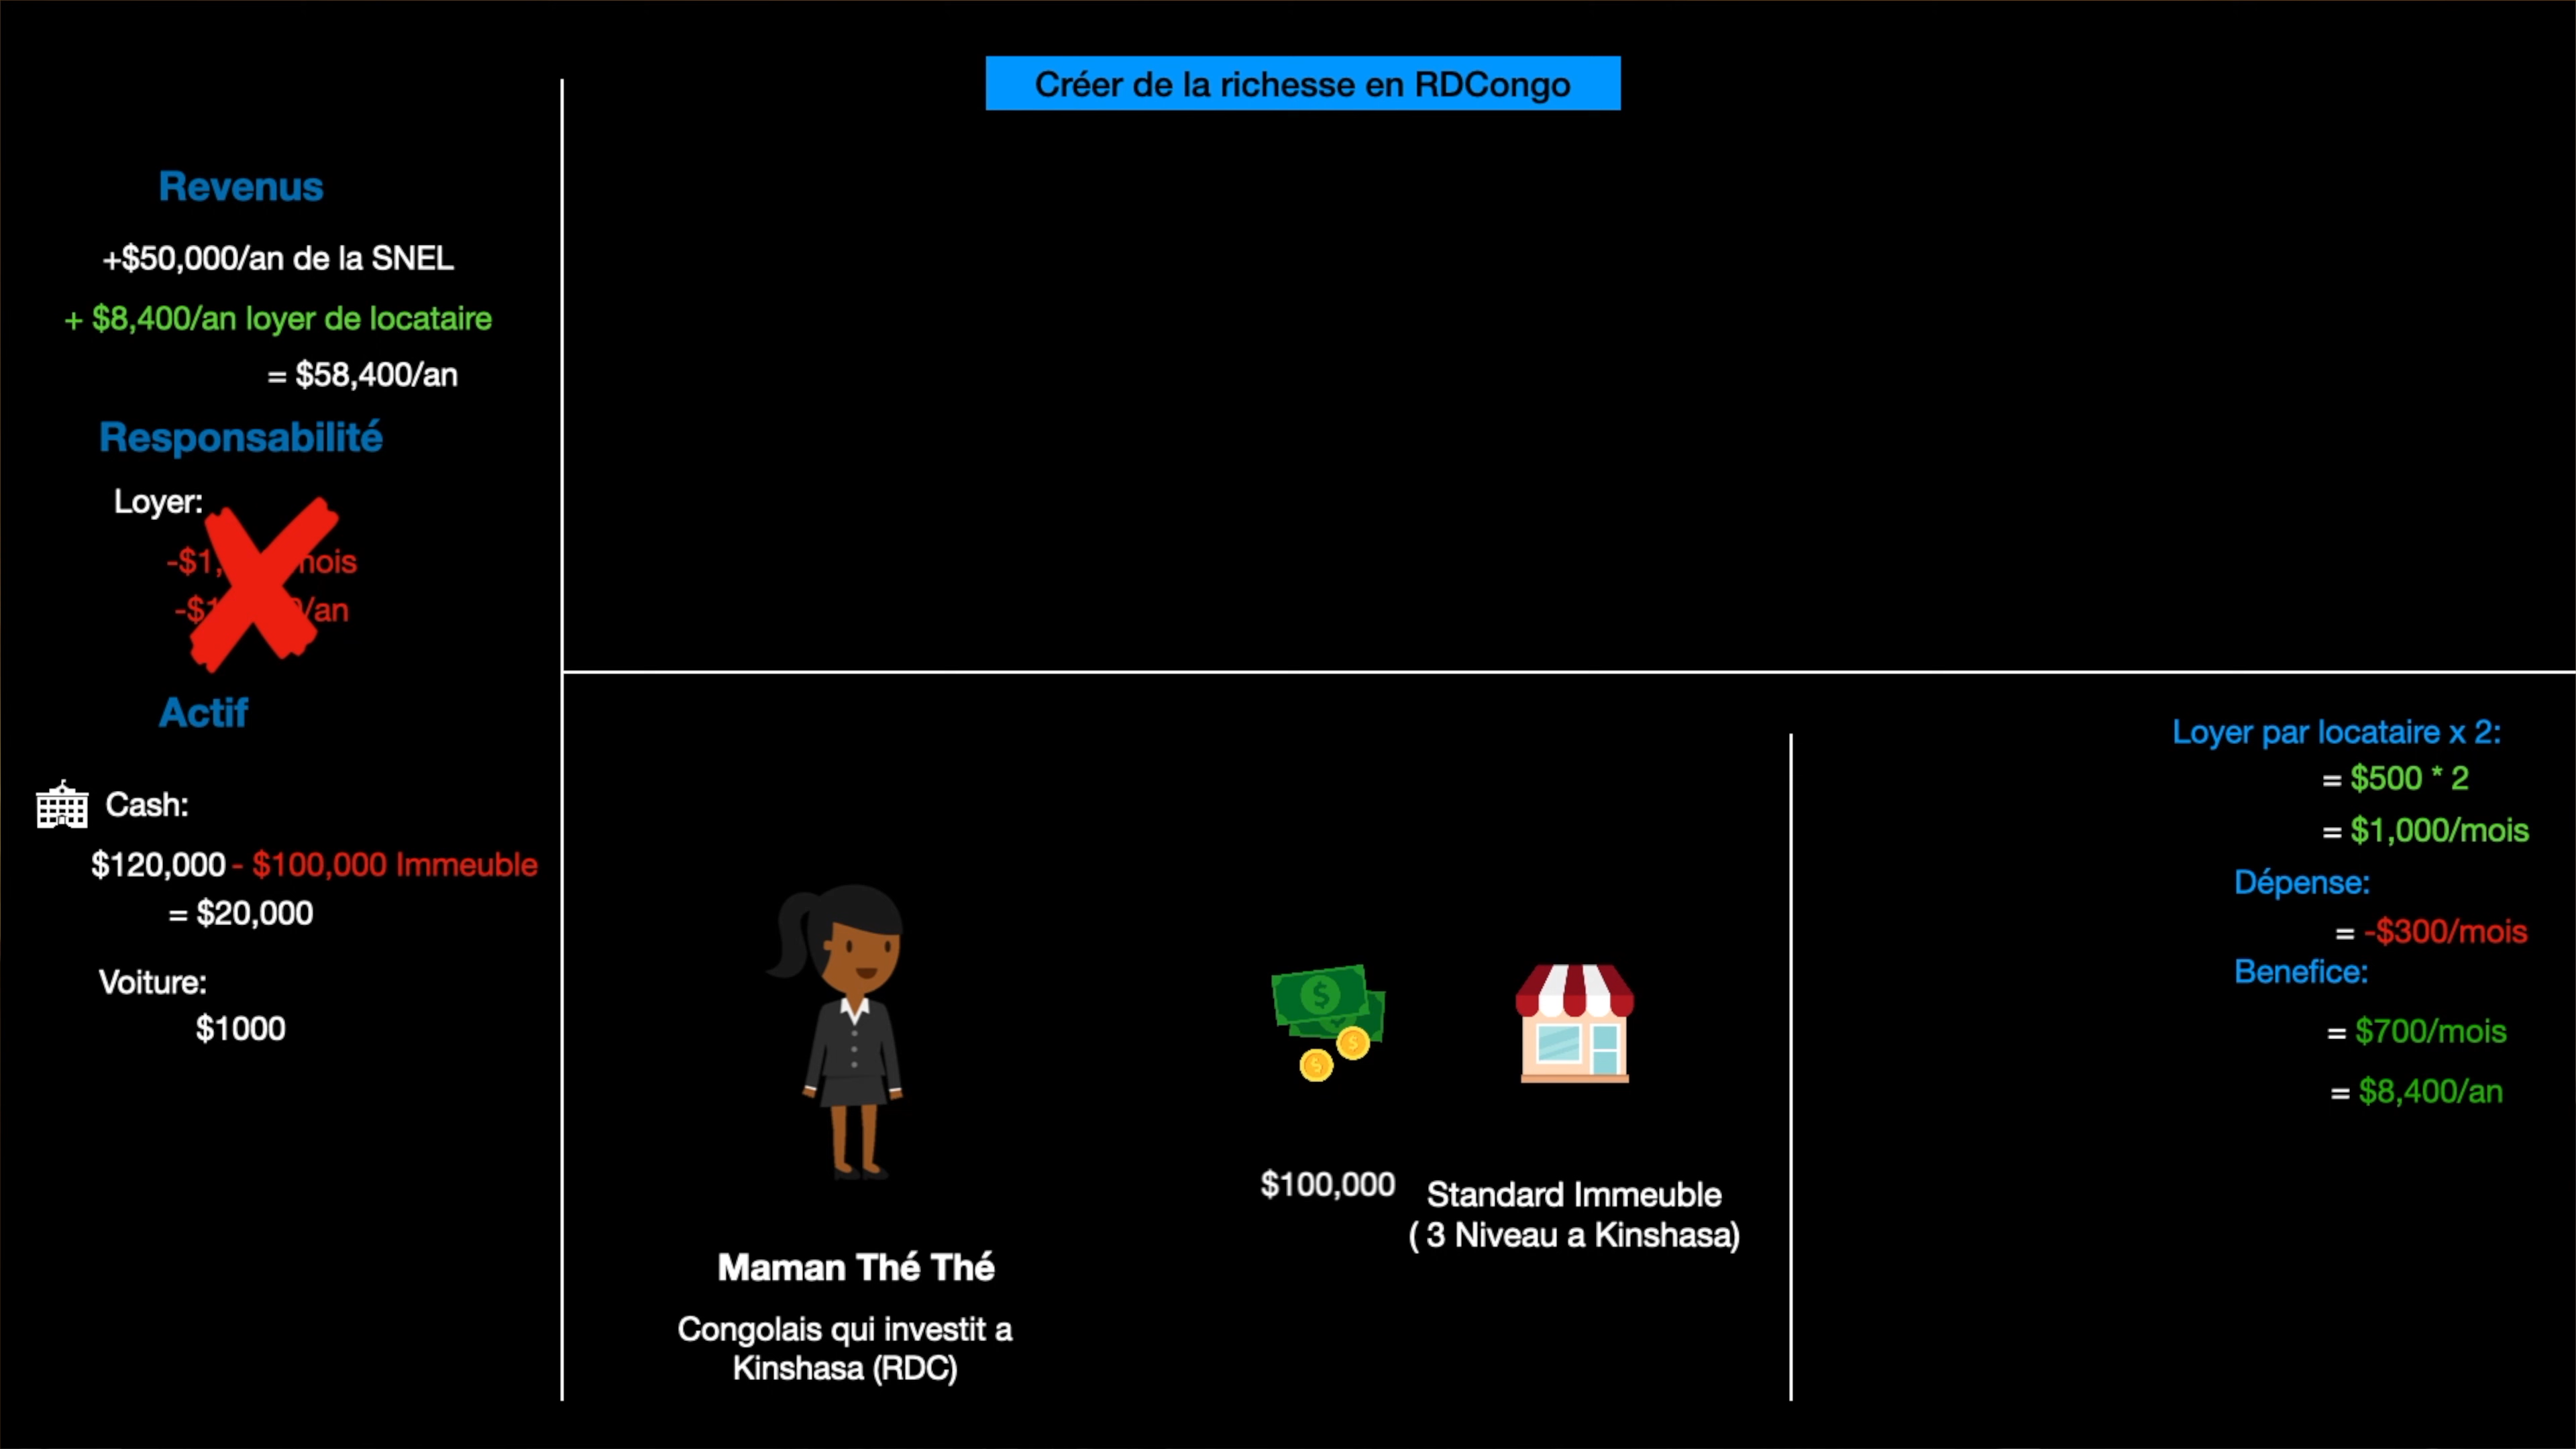 Créer de la richesse en RDCongo
Revenus
+$50,000/an de la SNEL
+ $8,400/an loyer de locataire
= $58,400/an
Responsabilité
Loyer:
Actif
Cash:
$120,000 - $100,000 Immeuble
= $20,000
Voiture:
$1000
Maman Thé Thé
Congolais qui investit a
Kinshasa (RDC)
$100,000
Standard Immeuble
( 3 Niveau a Kinshasa)
Loyer par locataire x 2:
= $500 * 2
= $1,000/mois
Dépense:
= -$300/mois
Benefice:
= $700/mois
= $8,400/an